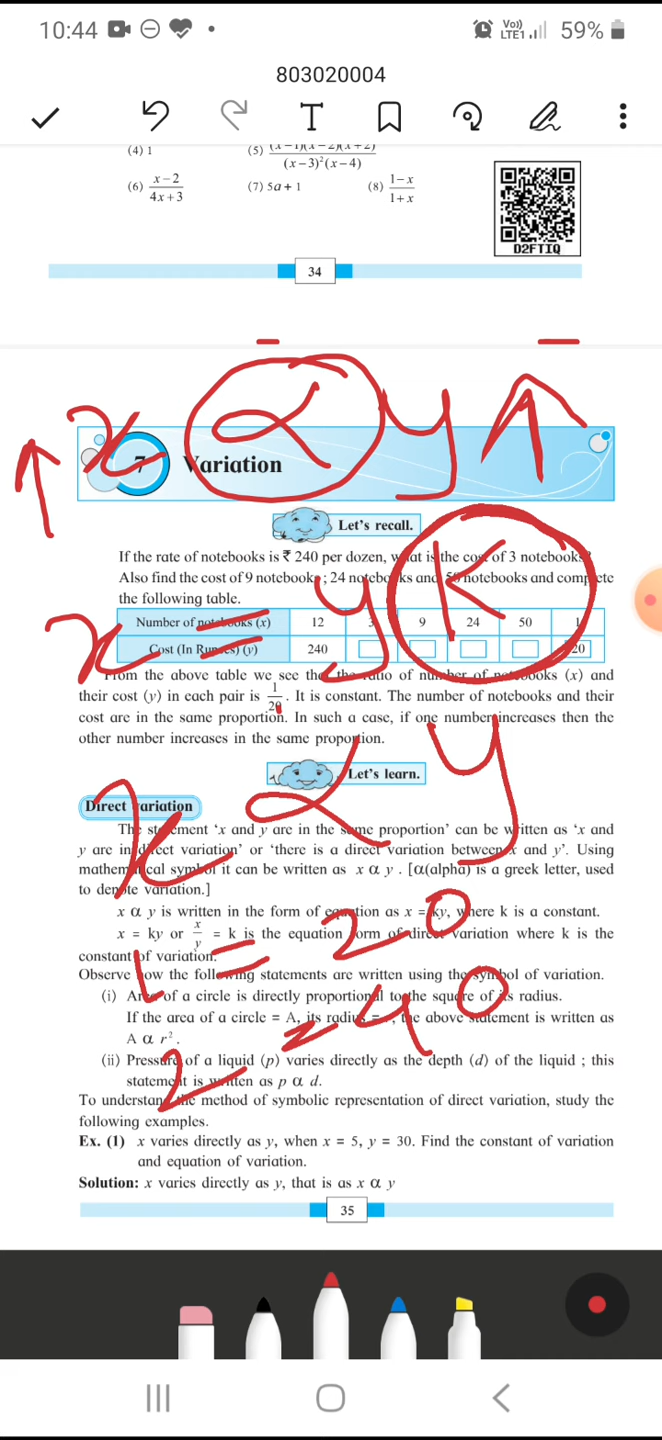 10:44 Vo)) LTE1 59%
803020004
T
(4) 1 (5) (x−1)(x−2)(x+2) / (x−3)²(x−4)
(6) x−2 / 4x+3 (7) 5a + 1 (8) 1−x / 1+x
D2FTIQ
34
↑ x α y ↑
7 Variation
Let's recall.
If the rate of notebooks is ₹ 240 per dozen, what is the cost of 3 notebooks?
Also find the cost of 9 notebooks ; 24 notebooks and 50 notebooks and complete
the following table.
x = y K
Number of notebooks (x) 12 3 9 24 50 1
Cost (In Rupees) (y) 240 20
From the above table we see that the ratio of number of notebooks (x) and
their cost (y) in each pair is 1/20. It is constant. The number of notebooks and their
cost are in the same proportion. In such a case, if one number increases then the
other number increases in the same proportion.
Let's learn.
x α y
Direct variation
The statement 'x and y are in the same proportion' can be written as 'x and
y are in direct variation' or 'there is a direct variation between x and y'. Using
mathematical symbol it can be written as x α y . [α(alpha) is a greek letter, used
to denote variation.]
x α y is written in the form of equation as x = ky, where k is a constant.
x = ky or x/y = k is the equation form of direct variation where k is the
constant of variation.
1 = 20
Observe how the following statements are written using the symbol of variation.
(i) Area of a circle is directly proportional to the square of its radius.
If the area of a circle = A, its radius = r, the above statement is written as
A α r² .
2 = 40
(ii) Pressure of a liquid (p) varies directly as the depth (d) of the liquid ; this
statement is written as p α d.
To understand the method of symbolic representation of direct variation, study the
following examples.
Ex. (1) x varies directly as y, when x = 5, y = 30. Find the constant of variation
and equation of variation.
Solution: x varies directly as y, that is as x α y
35